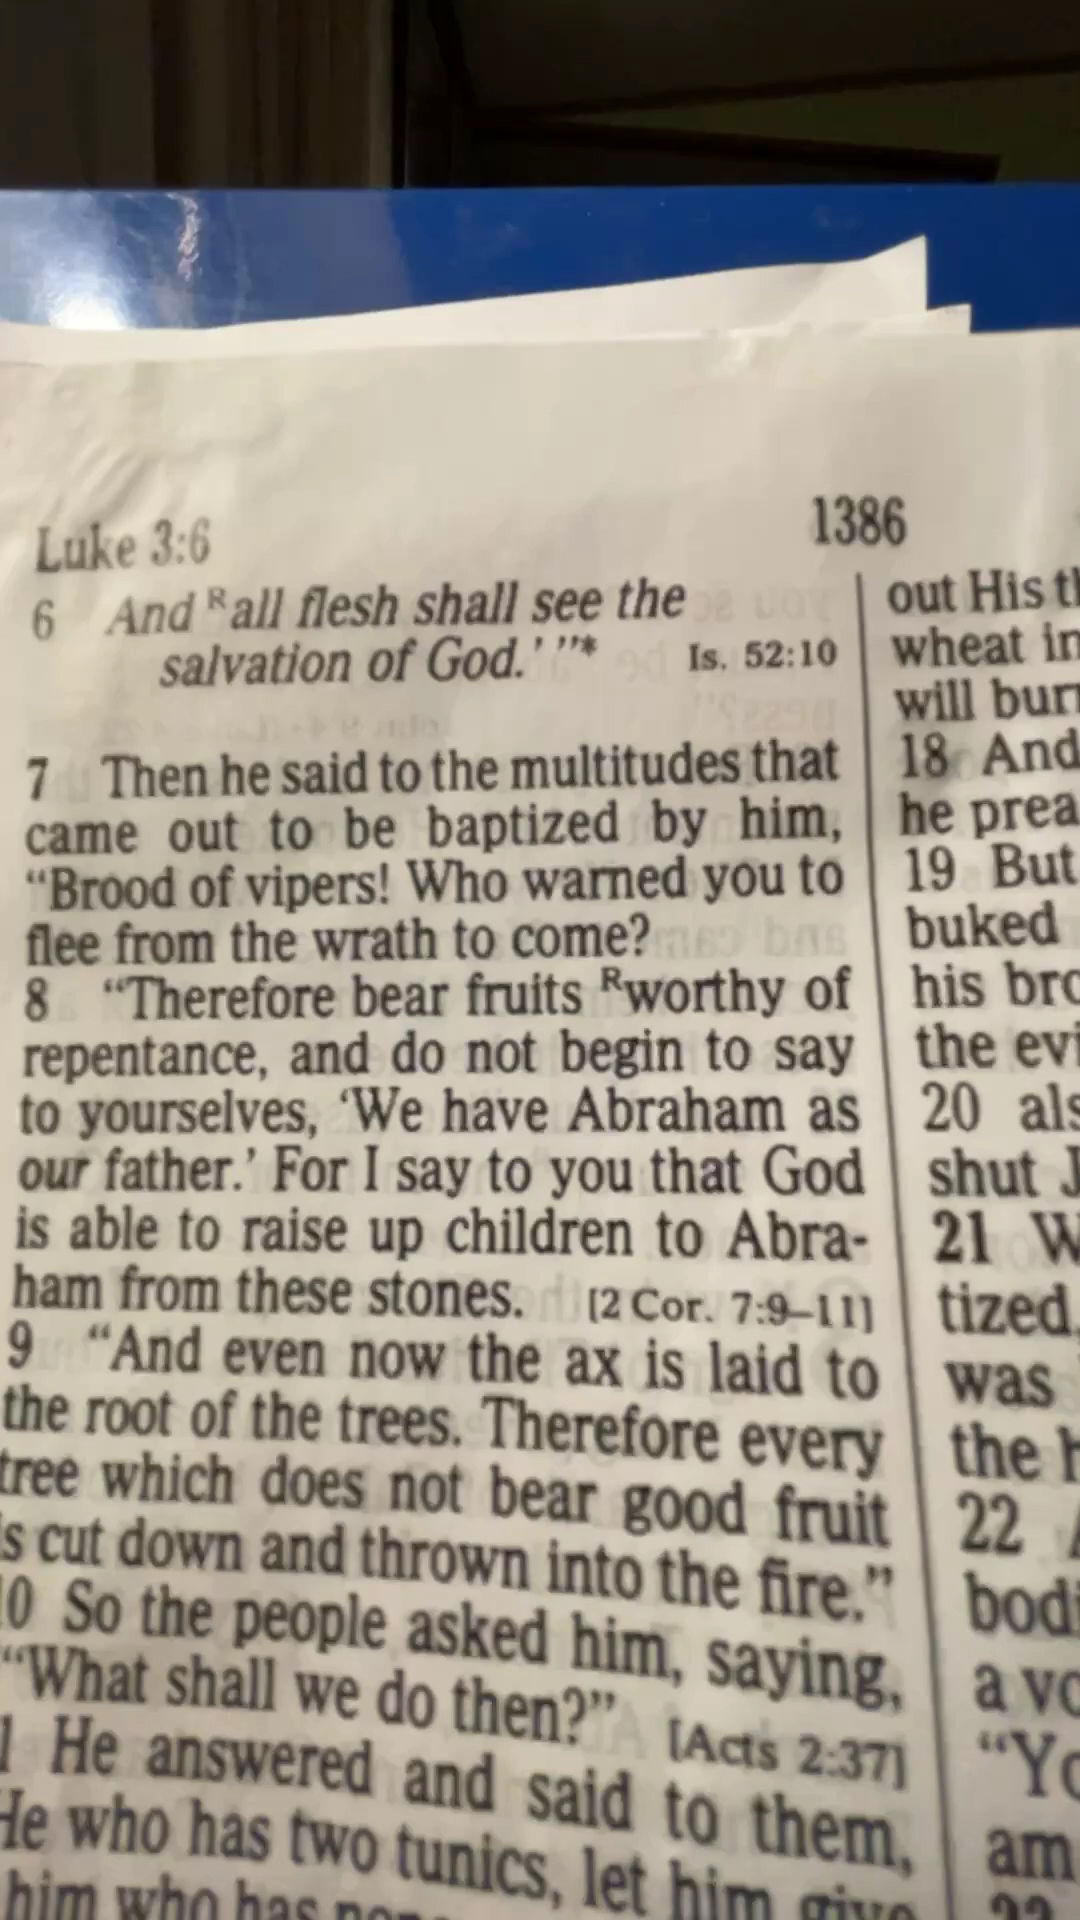 Luke 3:6
1386
6 And ᴿall flesh shall see the
salvation of God.' "* Is. 52:10
7 Then he said to the multitudes that
came out to be baptized by him,
“Brood of vipers! Who warned you to
flee from the wrath to come?
8 “Therefore bear fruits ᴿworthy of
repentance, and do not begin to say
to yourselves, ‘We have Abraham as
our father.’ For I say to you that God
is able to raise up children to Abra-
ham from these stones. [2 Cor. 7:9–11]
9 “And even now the ax is laid to
the root of the trees. Therefore every
tree which does not bear good fruit
s cut down and thrown into the fire.”
0 So the people asked him, saying,
“What shall we do then?” [Acts 2:37]
1 He answered and said to them,
He who has two tunics, let him give
him who has
out His
wheat in
will
18 And
he
19 But
buked
his
the
20
shut
21
tized,
was
the
22
a
“
am